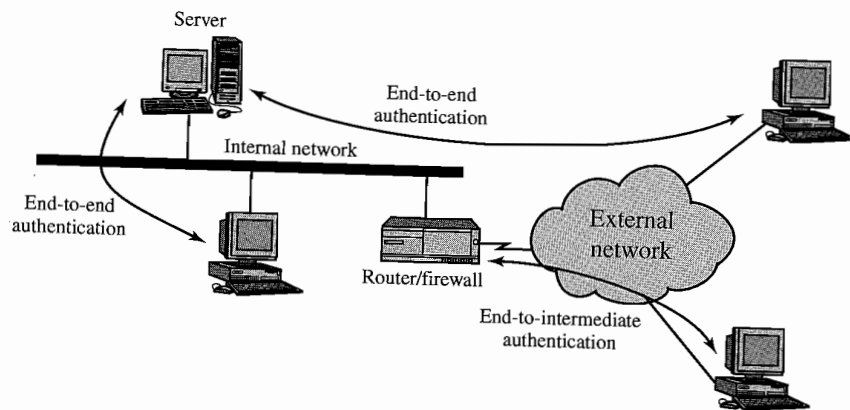 Server
End-to-end
authentication
Internal network
End-to-end
authentication
External
network
Router/firewall
End-to-intermediate
authentication